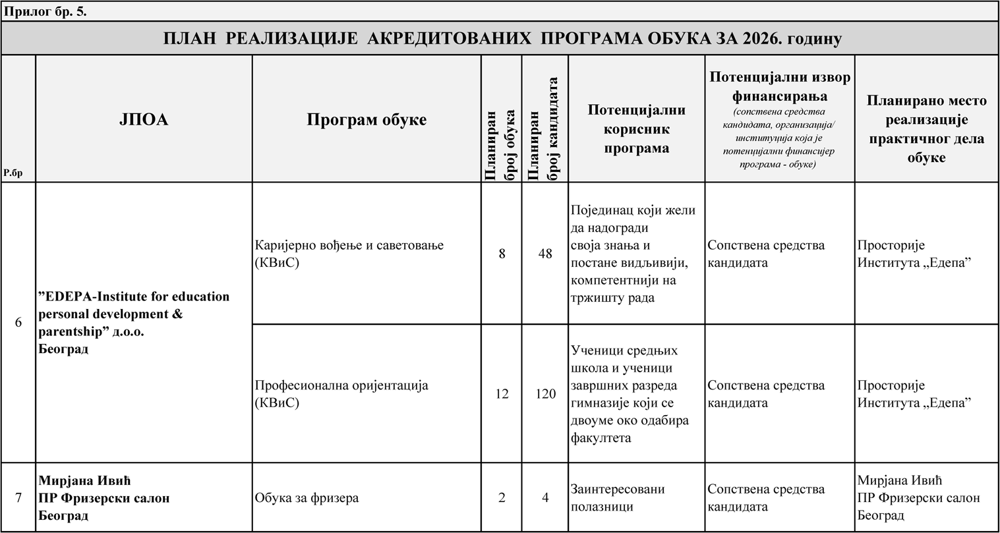 Прилог бр. 5.
ПЛАН РЕАЛИЗАЦИЈЕ АКРЕДИТОВАНИХ ПРОГРАМА ОБУКА ЗА 2026. годину
Р.бр
ЈПОА
Програм обуке
Планиран
број обука
Планиран
број кандидата
Потенцијални
корисник
програма
Потенцијални извор
финансирања
(сопствена средства
кандидата, организација/
институција која је
потенцијални финансијер
програма - обуке)
Планирано место
реализације
практичног дела
обуке
6
”EDEPA-Institute for education
personal development &
parentship” д.о.о.
Београд
Каријерно вођење и саветовање
(КВиС)
8
48
Појединац који жели
да надогради
своја знања и
постане видљивији,
компетентнији на
тржишту рада
Сопствена средства
кандидата
Просторије
Института „Едепа”
Професионална оријентација
(КВиС)
12
120
Ученици средњих
школа и ученици
завршних разреда
гимназије који се
двоуме око одабира
факултета
Сопствена средства
кандидата
Просторије
Института „Едепа”
7
Мирјана Ивић
ПР Фризерски салон
Београд
Обука за фризера
2
4
Заинтересовани
полазници
Сопствена средства
кандидата
Мирјана Ивић
ПР Фризерски салон
Београд